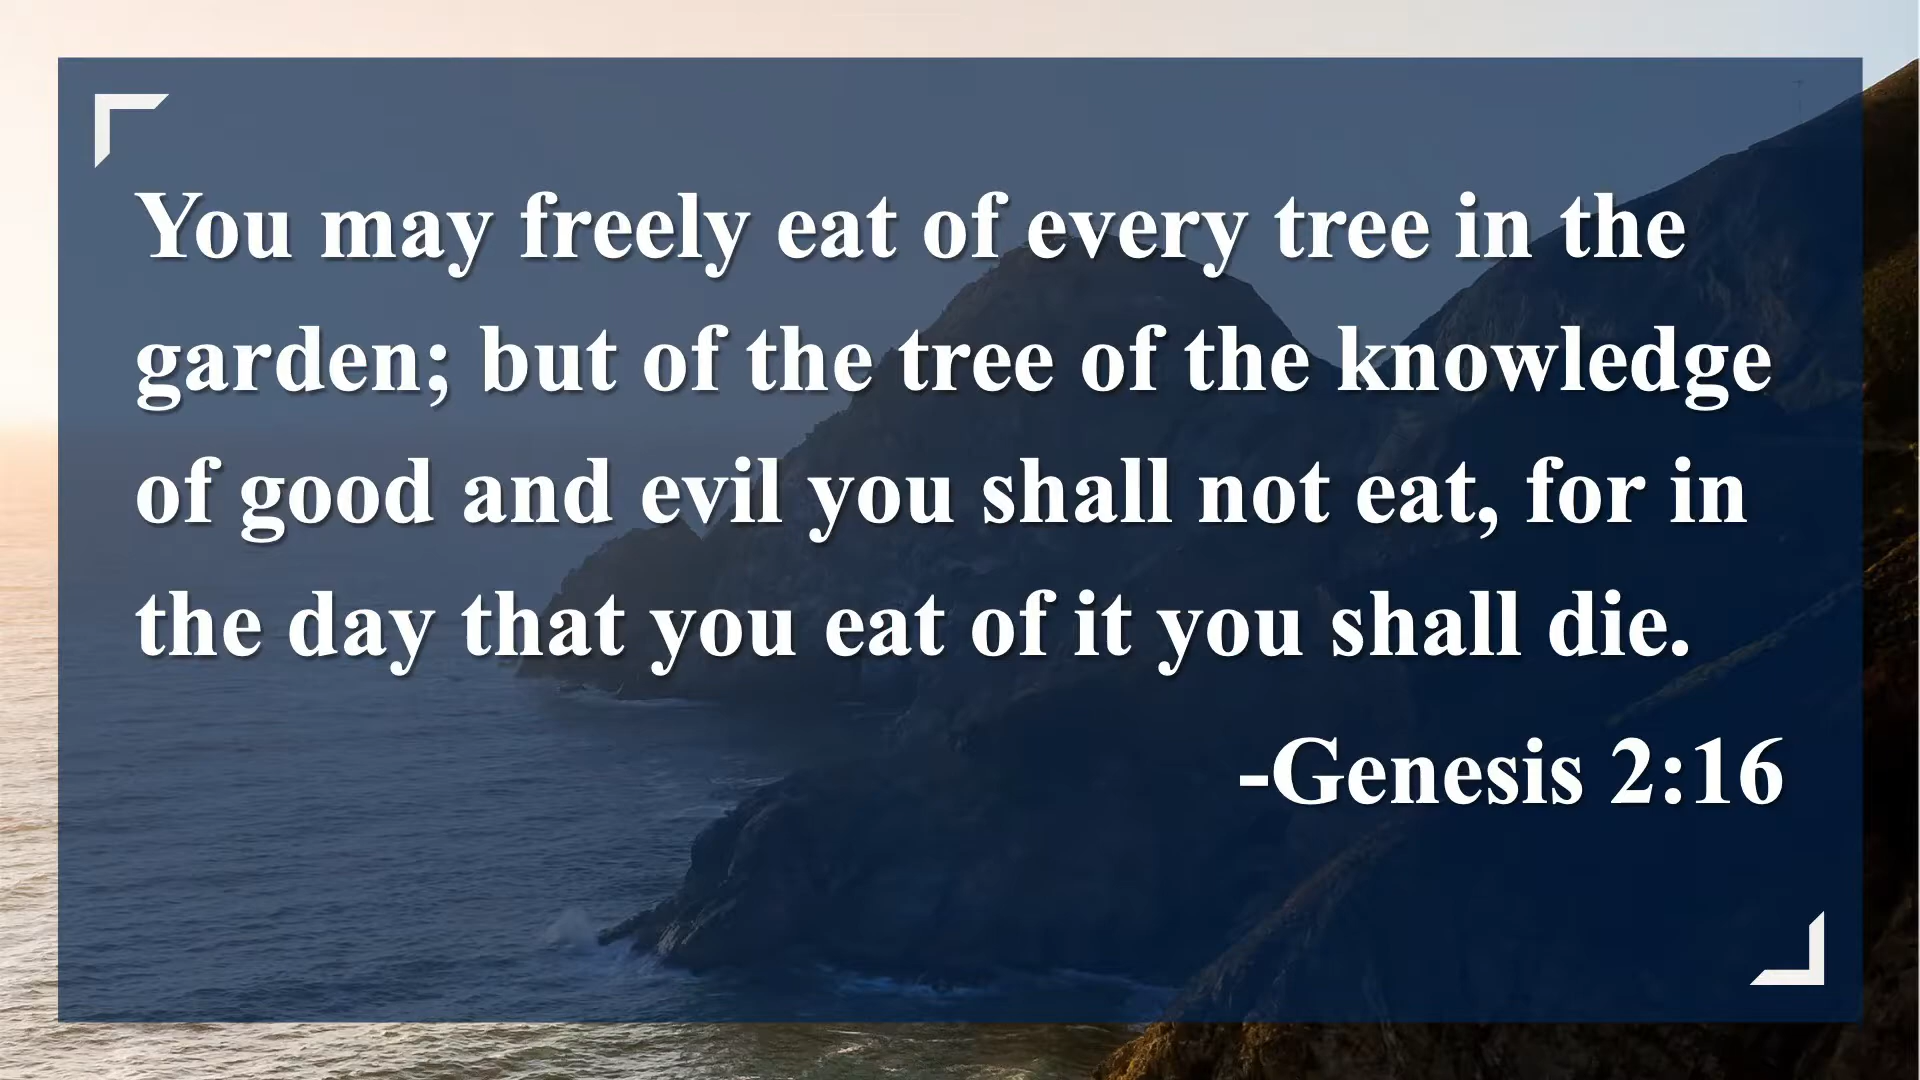 You may freely eat of every tree in the
garden; but of the tree of the knowledge
of good and evil you shall not eat, for in
the day that you eat of it you shall die.
-Genesis 2:16